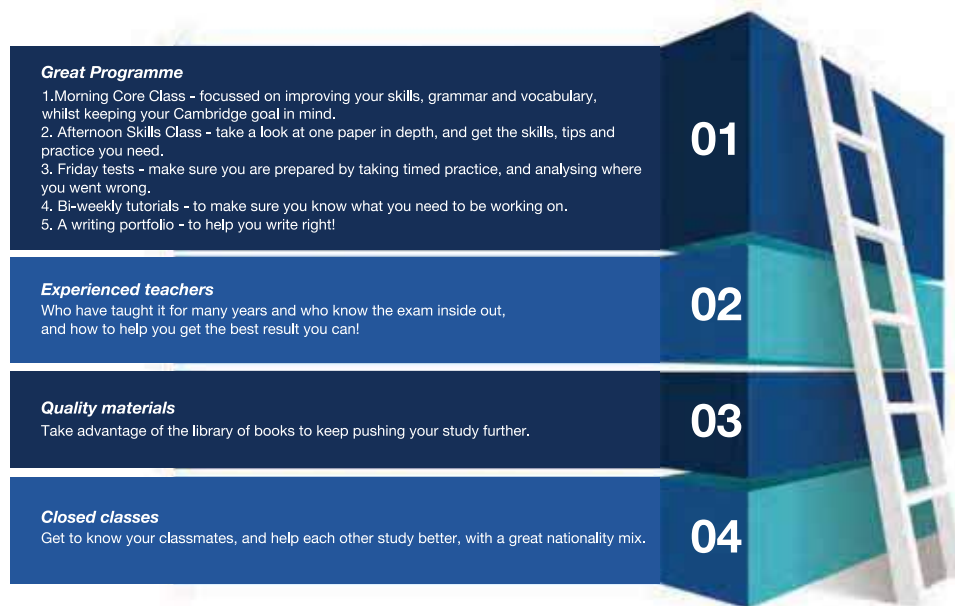 Great Programme
1.Morning Core Class - focussed on improving your skills, grammar and vocabulary,
whilst keeping your Cambridge goal in mind.
2. Afternoon Skills Class - take a look at one paper in depth, and get the skills, tips and
practice you need.
3. Friday tests - make sure you are prepared by taking timed practice, and analysing where
you went wrong.
4. Bi-weekly tutorials - to make sure you know what you need to be working on.
5. A writing portfolio - to help you write right!
01
Experienced teachers
Who have taught it for many years and who know the exam inside out,
and how to help you get the best result you can!
02
Quality materials
Take advantage of the library of books to keep pushing your study further.
03
Closed classes
Get to know your classmates, and help each other study better, with a great nationality mix.
04